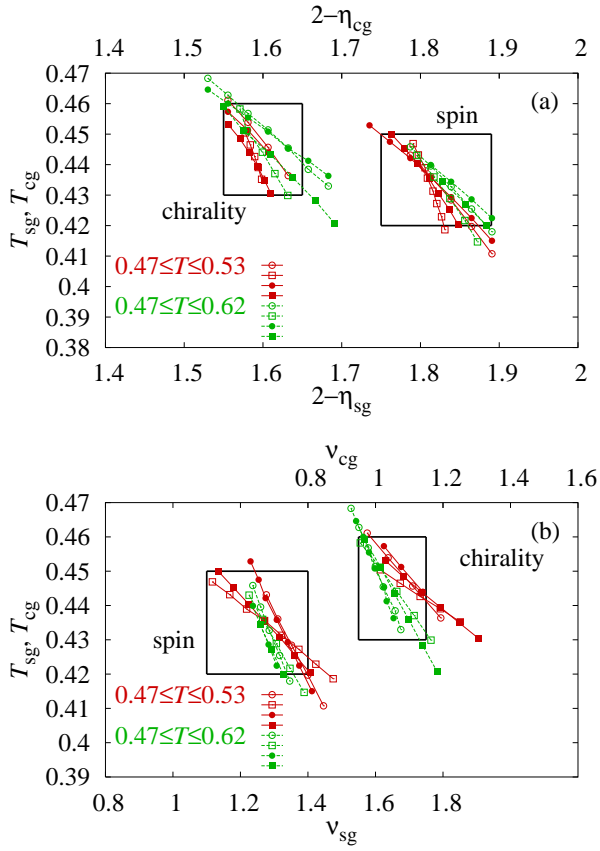 2−η_cg
1.4 1.5 1.6 1.7 1.8 1.9 2
0.47
0.46
0.45
0.44
0.43
0.42
0.41
0.4
0.39
0.38
T_sg, T_cg
(a)
spin
chirality
0.47≤T≤0.53
0.47≤T≤0.62
1.4 1.5 1.6 1.7 1.8 1.9 2
2−η_sg
ν_cg
0.8 1 1.2 1.4 1.6
0.47
0.46
0.45
0.44
0.43
0.42
0.41
0.4
0.39
T_sg, T_cg
(b)
chirality
spin
0.47≤T≤0.53
0.47≤T≤0.62
0.8 1 1.2 1.4 1.6 1.8
ν_sg